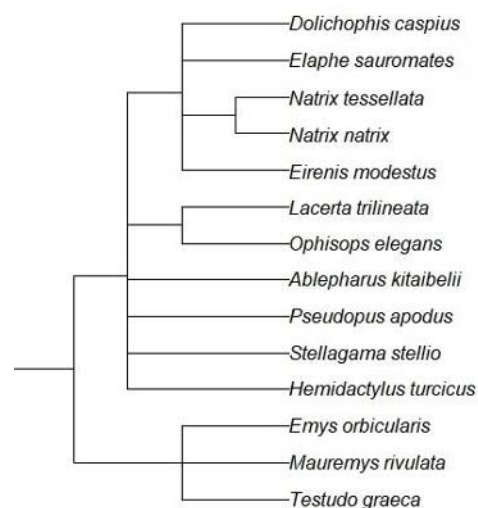 Dolichophis caspius
Elaphe sauromates
Natrix tessellata
Natrix natrix
Eirenis modestus
Lacerta trilineata
Ophisops elegans
Ablepharus kitaibelii
Pseudopus apodus
Stellagama stellio
Hemidactylus turcicus
Emys orbicularis
Mauremys rivulata
Testudo graeca